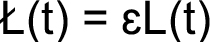 Ł(t) = εL(t)